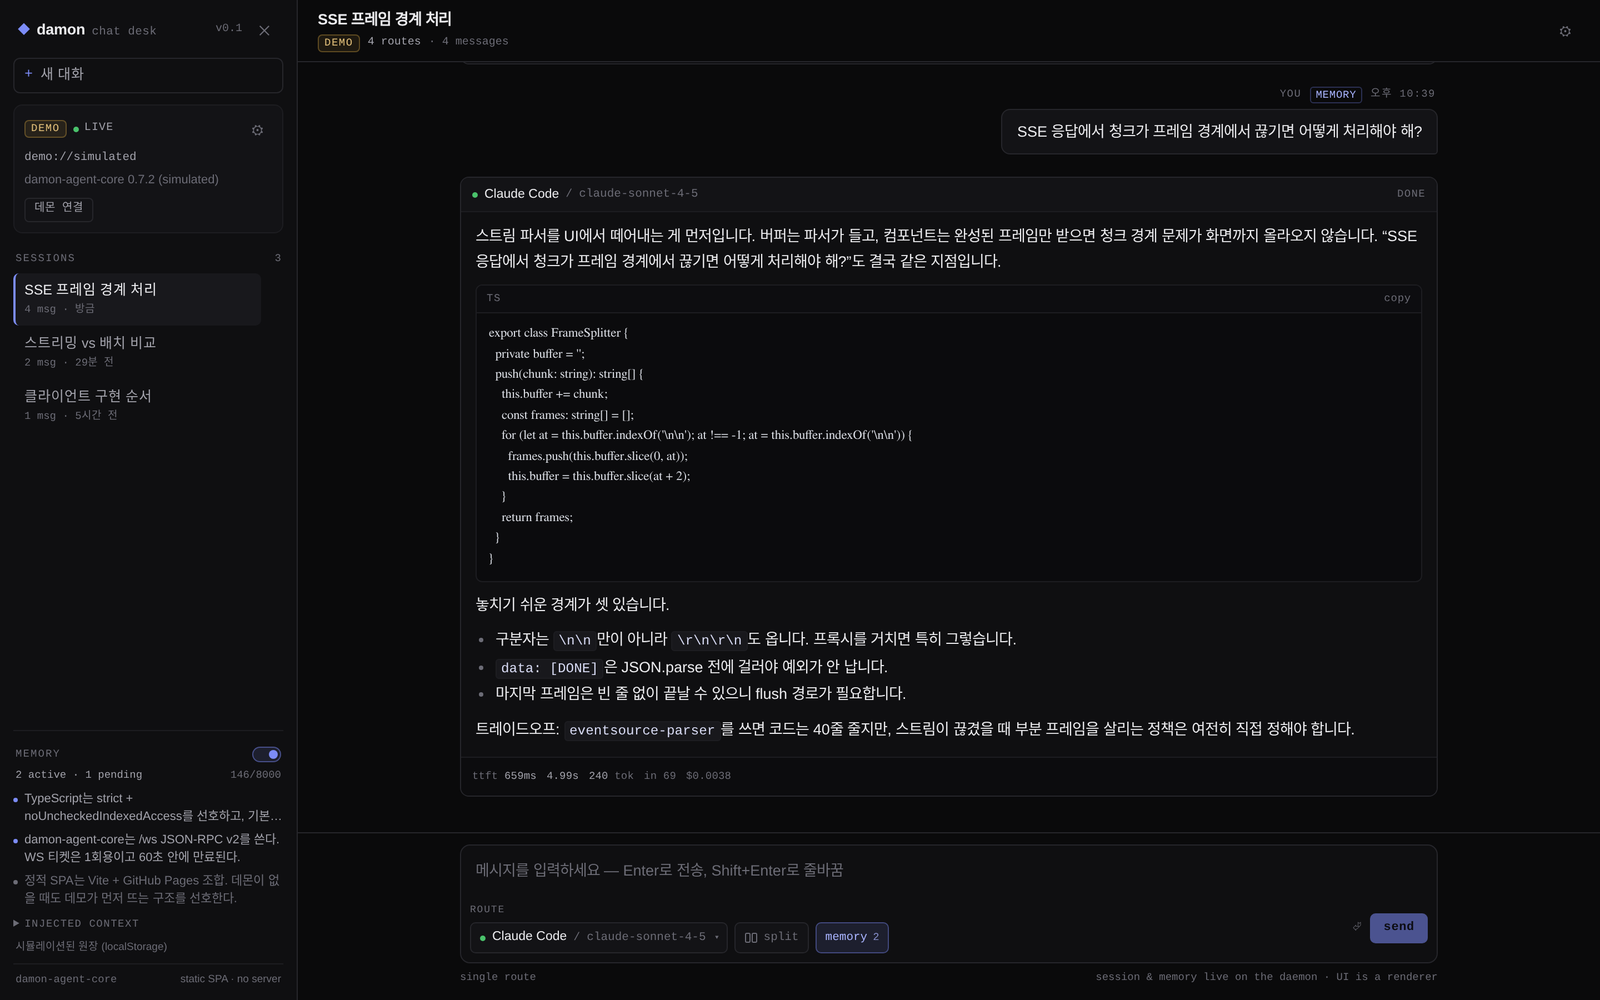 damon chat desk v0.1
+ 새 대화
DEMO LIVE
demo://simulated
damon-agent-core 0.7.2 (simulated)
데몬 연결
SESSIONS 3
SSE 프레임 경계 처리
4 msg · 방금
스트리밍 vs 배치 비교
2 msg · 29분 전
클라이언트 구현 순서
1 msg · 5시간 전
MEMORY
2 active · 1 pending 146/8000
TypeScript는 strict +
noUncheckedIndexedAccess를 선호하고, 기본…
damon-agent-core는 /ws JSON-RPC v2를 쓴다.
WS 티켓은 1회용이고 60초 안에 만료된다.
정적 SPA는 Vite + GitHub Pages 조합. 데몬이 없
을 때도 데모가 먼저 뜨는 구조를 선호한다.
INJECTED CONTEXT
시뮬레이션된 원장 (localStorage)
damon-agent-core static SPA · no server
SSE 프레임 경계 처리
DEMO 4 routes · 4 messages
YOU MEMORY 오후 10:39
SSE 응답에서 청크가 프레임 경계에서 끊기면 어떻게 처리해야 해?
Claude Code / claude-sonnet-4-5 DONE
스트림 파서를 UI에서 떼어내는 게 먼저입니다. 버퍼는 파서가 들고, 컴포넌트는 완성된 프레임만 받으면 청크 경계 문제가 화면까지 올라오지 않습니다. “SSE
응답에서 청크가 프레임 경계에서 끊기면 어떻게 처리해야 해?”도 결국 같은 지점입니다.
TS copy
export class FrameSplitter {
private buffer = '';
push(chunk: string): string[] {
this.buffer += chunk;
const frames: string[] = [];
for (let at = this.buffer.indexOf('\n\n'); at !== -1; at = this.buffer.indexOf('\n\n')) {
frames.push(this.buffer.slice(0, at));
this.buffer = this.buffer.slice(at + 2);
}
return frames;
}
}
놓치기 쉬운 경계가 셋 있습니다.
구분자는 \n\n만이 아니라 \r\n\r\n도 옵니다. 프록시를 거치면 특히 그렇습니다.
data: [DONE]은 JSON.parse 전에 걸러야 예외가 안 납니다.
마지막 프레임은 빈 줄 없이 끝날 수 있으니 flush 경로가 필요합니다.
트레이드오프: eventsource-parser를 쓰면 코드는 40줄 줄지만, 스트림이 끊겼을 때 부분 프레임을 살리는 정책은 여전히 직접 정해야 합니다.
ttft 659ms 4.99s 240 tok in 69 $0.0038
메시지를 입력하세요 — Enter로 전송, Shift+Enter로 줄바꿈
ROUTE
Claude Code / claude-sonnet-4-5 split memory 2 send
single route session & memory live on the daemon · UI is a renderer